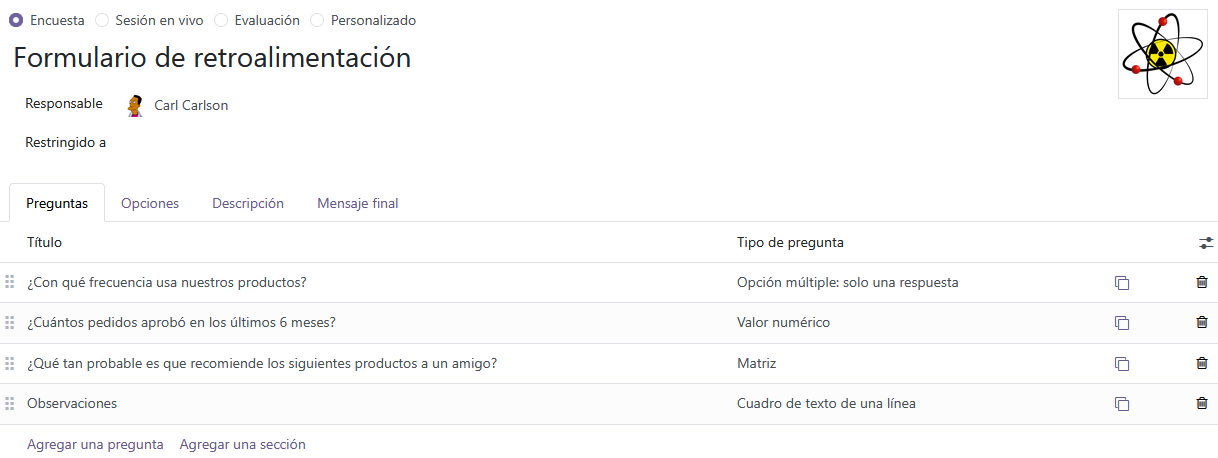 Encuesta Sesión en vivo Evaluación Personalizado
Formulario de retroalimentación
Responsable Carl Carlson
Restringido a
Preguntas Opciones Descripción Mensaje final
Título Tipo de pregunta
¿Con qué frecuencia usa nuestros productos? Opción múltiple: solo una respuesta
¿Cuántos pedidos aprobó en los últimos 6 meses? Valor numérico
¿Qué tan probable es que recomiende los siguientes productos a un amigo? Matriz
Observaciones Cuadro de texto de una línea
Agregar una pregunta Agregar una sección